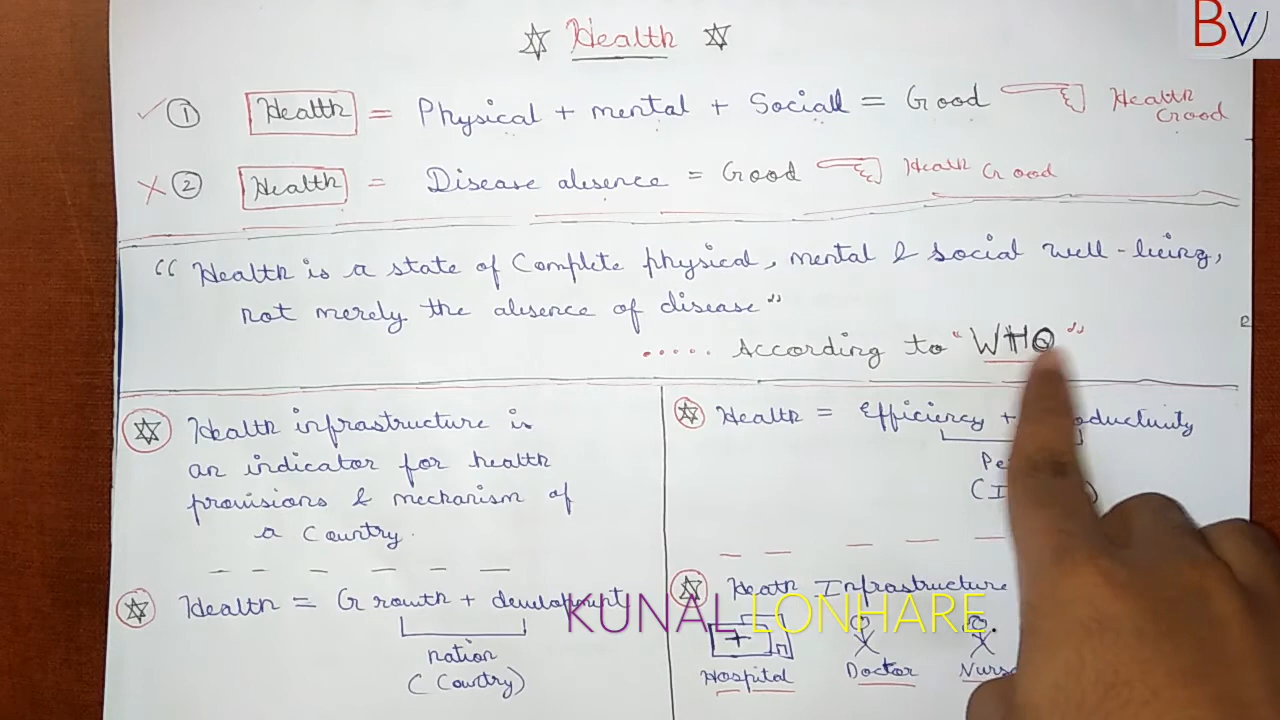 BV
Health
① Health = Physical + mental + Social = Good Health Good
② Health = Disease absence = Good Heath Good
"Health is a state of Complete physical, mental & social well-being,
not merely the absence of disease"
..... According to "WHO"
Health infrastructure is
an indicator for health
provisions & mechanism of
a Country.
Health = Growth + development
nation
(Country)
Health = Efficiency +
Heath Infrastructure
Hospital Doctor
KUNAL LONHARE